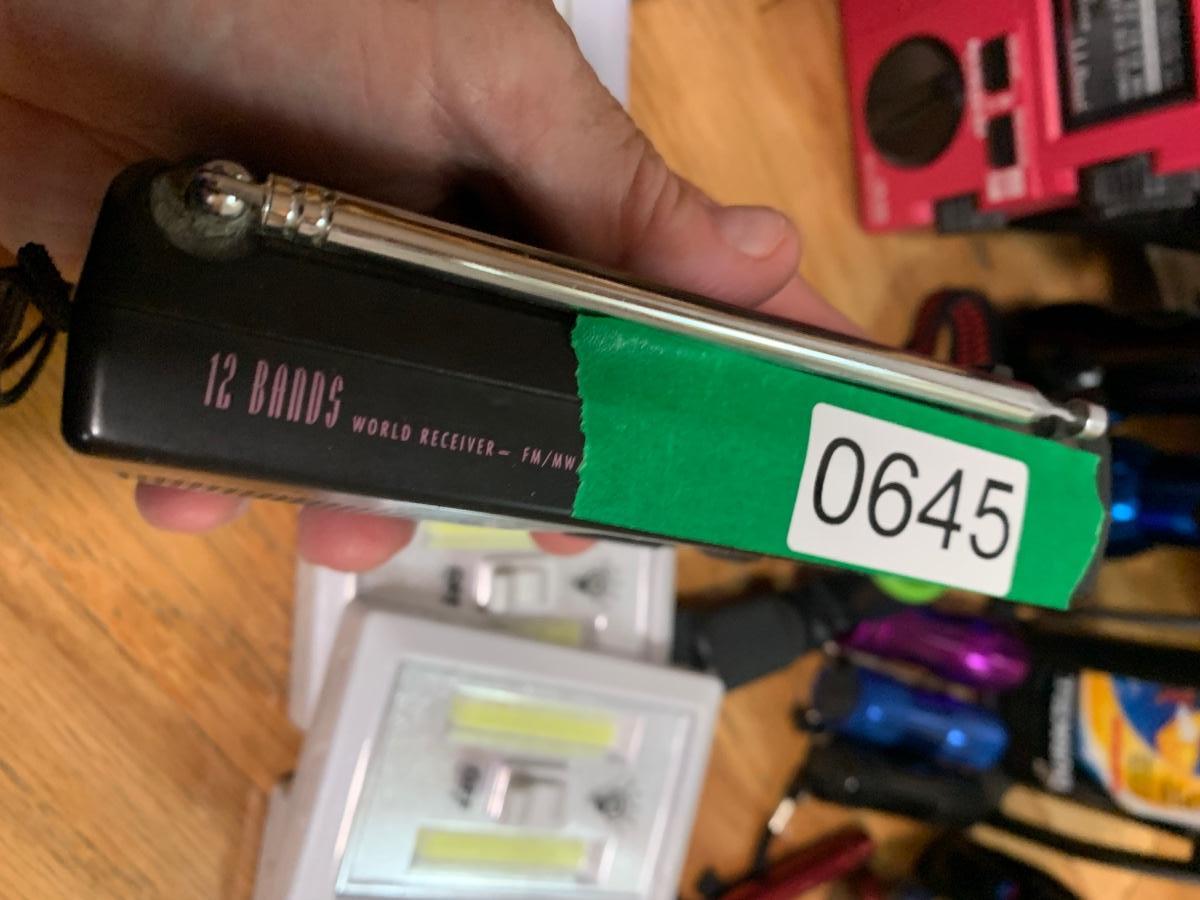 12 BANDS WORLD RECEIVER– FM/MW
0645